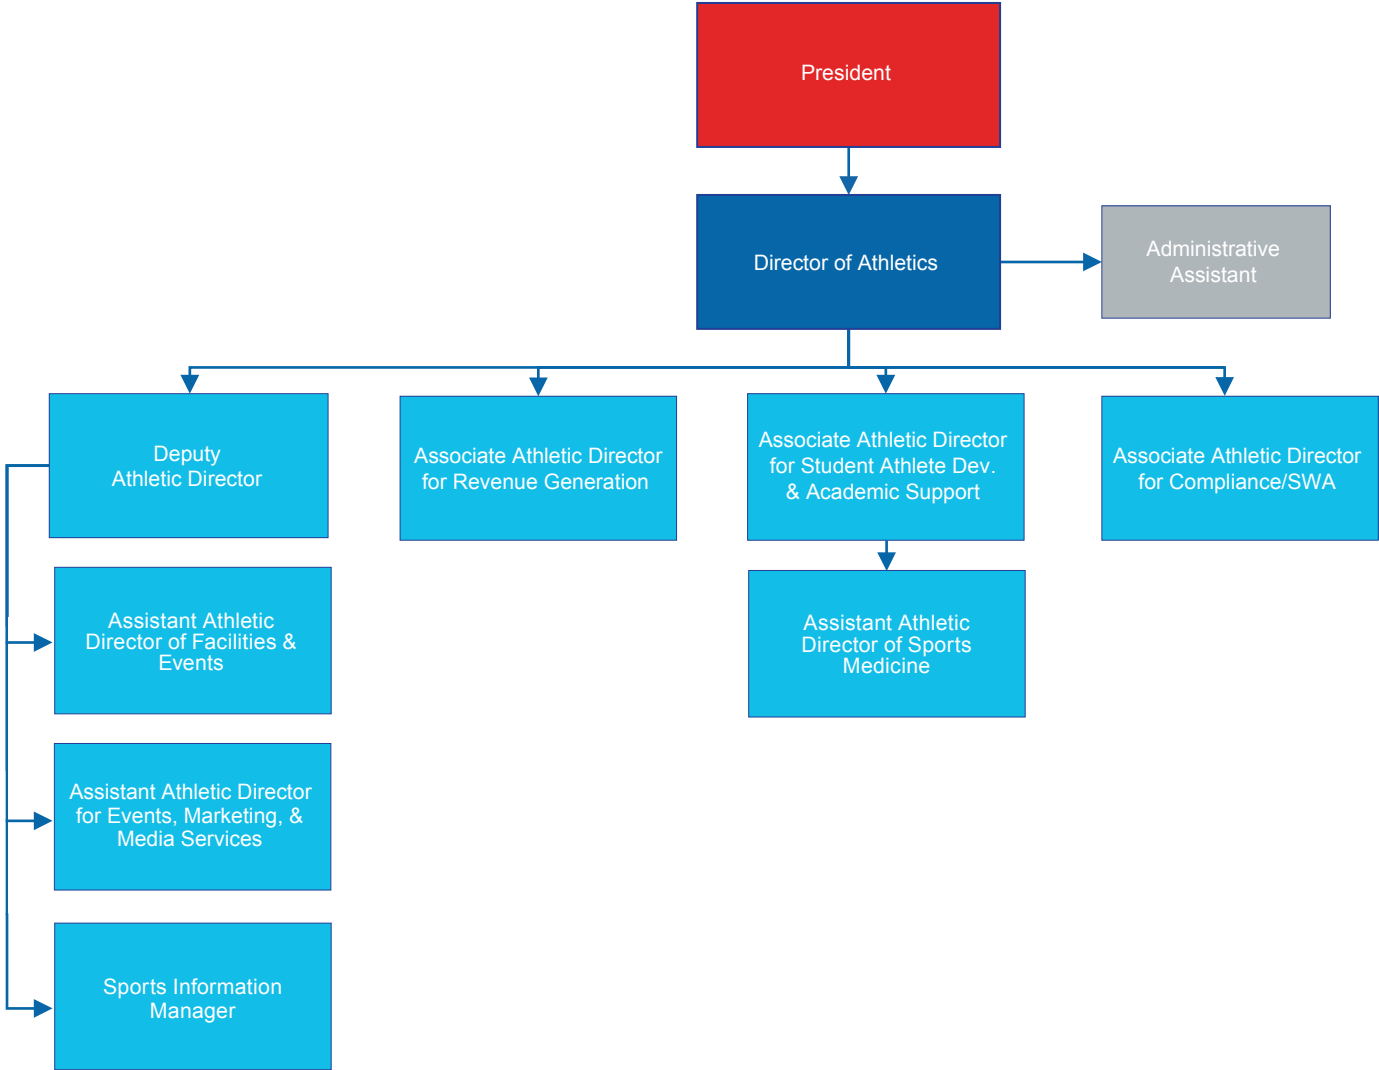 President
Director of Athletics
Administrative
Assistant
Deputy
Athletic Director
Associate Athletic Director
for Revenue Generation
Associate Athletic Director
for Student Athlete Dev.
& Academic Support
Associate Athletic Director
for Compliance/SWA
Assistant Athletic
Director of Facilities &
Events
Assistant Athletic
Director of Sports
Medicine
Assistant Athletic Director
for Events, Marketing, &
Media Services
Sports Information
Manager